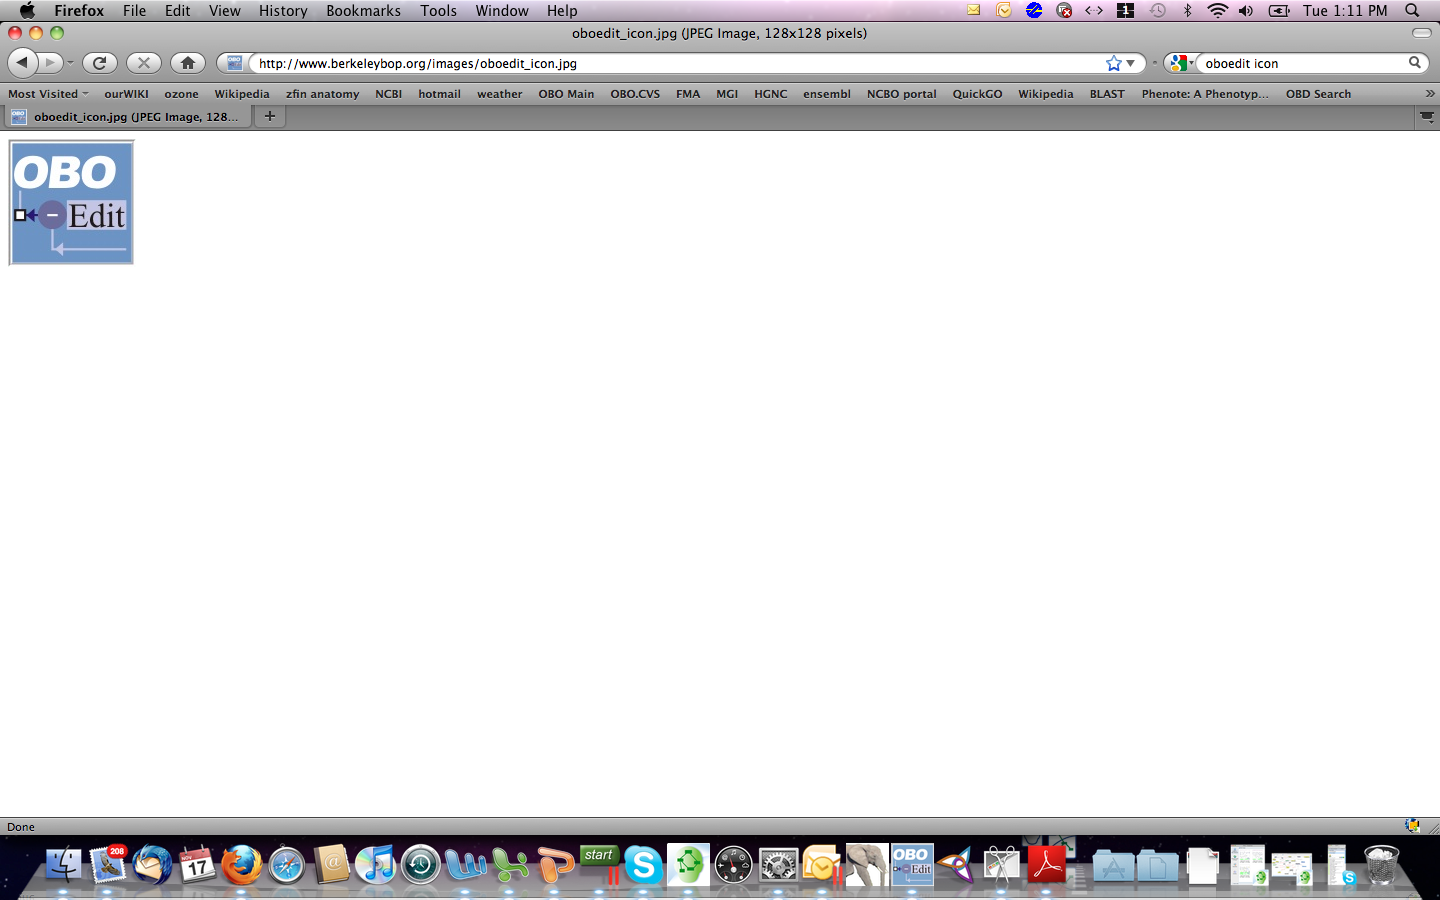 Firefox File Edit View History Bookmarks Tools Window Help 1 Tue 1:11 PM
oboedit_icon.jpg (JPEG Image, 128x128 pixels)
OBO http://www.berkeleybop.org/images/oboedit_icon.jpg oboedit icon
Most Visited ourWIKI ozone Wikipedia zfin anatomy NCBI hotmail weather OBO Main OBO.CVS FMA MGI HGNC ensembl NCBO portal QuickGO Wikipedia BLAST Phenote: A Phenotyp... OBD Search
oboedit_icon.jpg (JPEG Image, 128...
OBO
Edit
Done
208
NOV
17
start
OBO
Edit